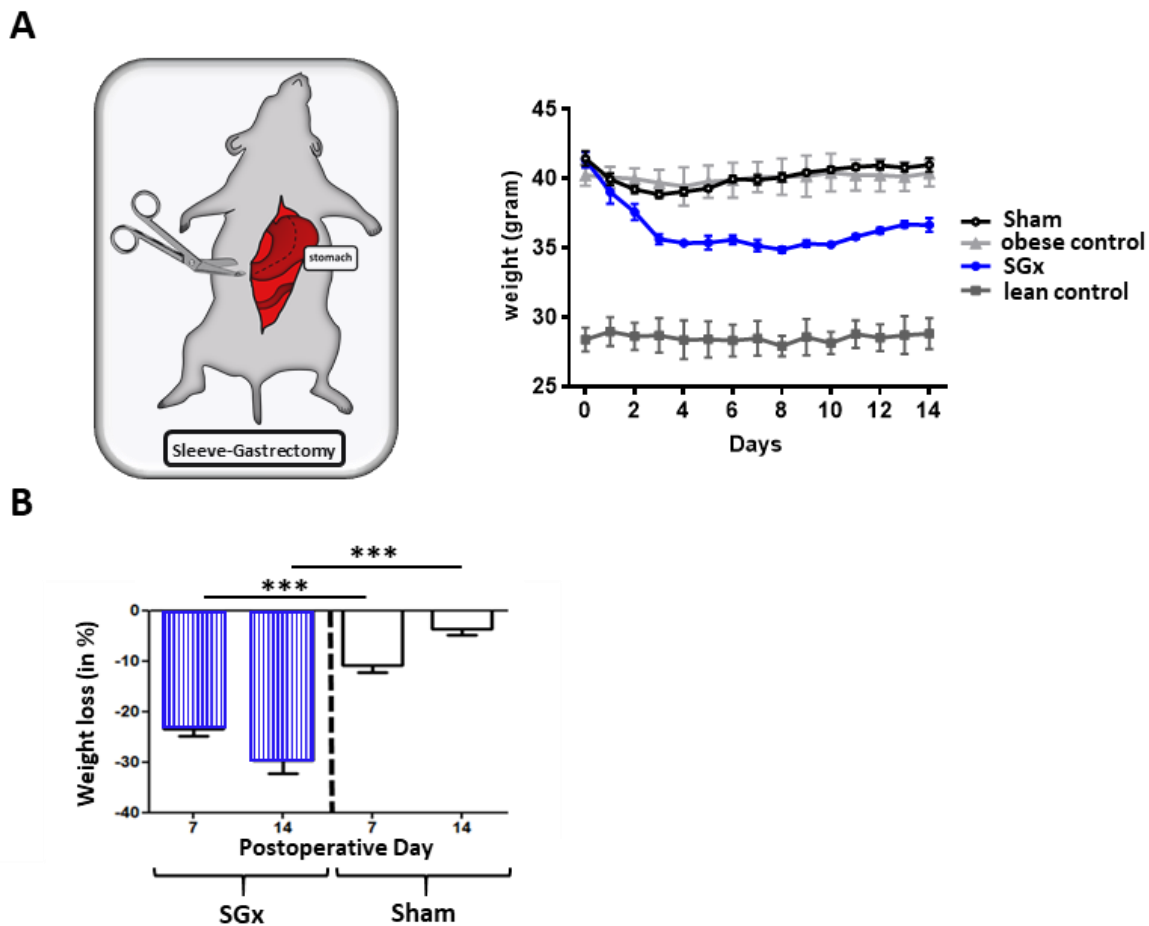 A
stomach
Sleeve-Gastrectomy
weight (gram)
45
40
35
30
25
0 2 4 6 8 10 12 14
Days
Sham
obese control
SGx
lean control
B
***
***
Weight loss (in %)
0
-10
-20
-30
-40
7 14 7 14
Postoperative Day
SGx Sham